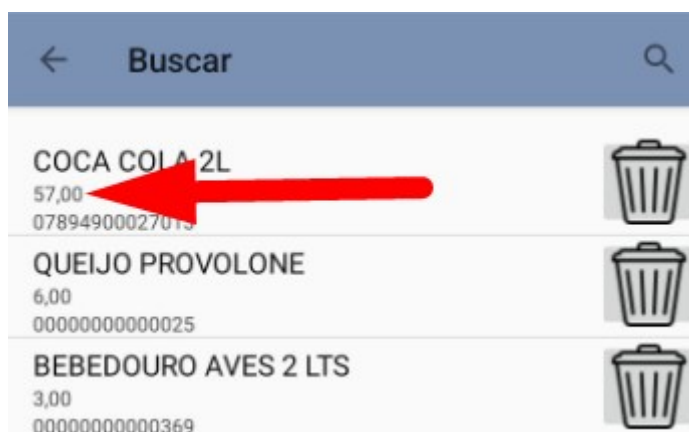 Buscar
COCA COLA 2L
57,00
QUEIJO PROVOLONE
6,00
00000000000025
BEBEDOURO AVES 2 LTS
3,00
00000000000369